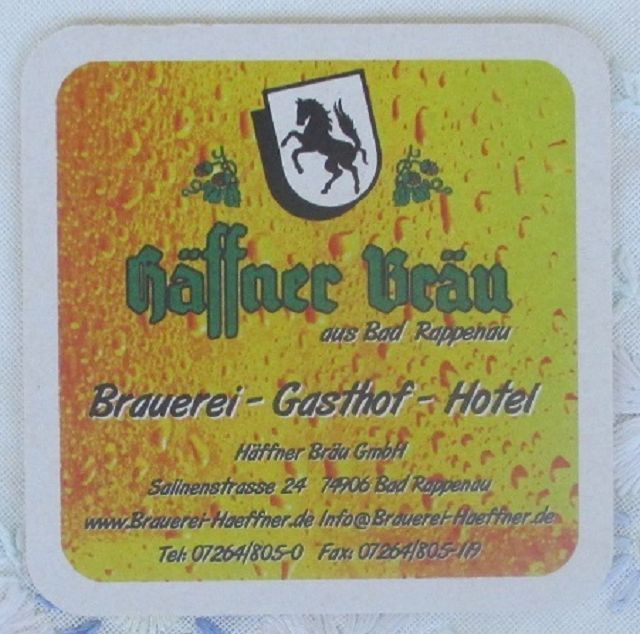 Häffner Bräu
aus Bad Rappenau
Brauerei - Gasthof - Hotel
Häffner Bräu GmbH
Salinenstrasse 24 74906 Bad Rappenau
www.Brauerei-Haeffner.de Info@Brauerei-Haeffner.de
Tel: 07264/805-0 Fax: 07264/805-119